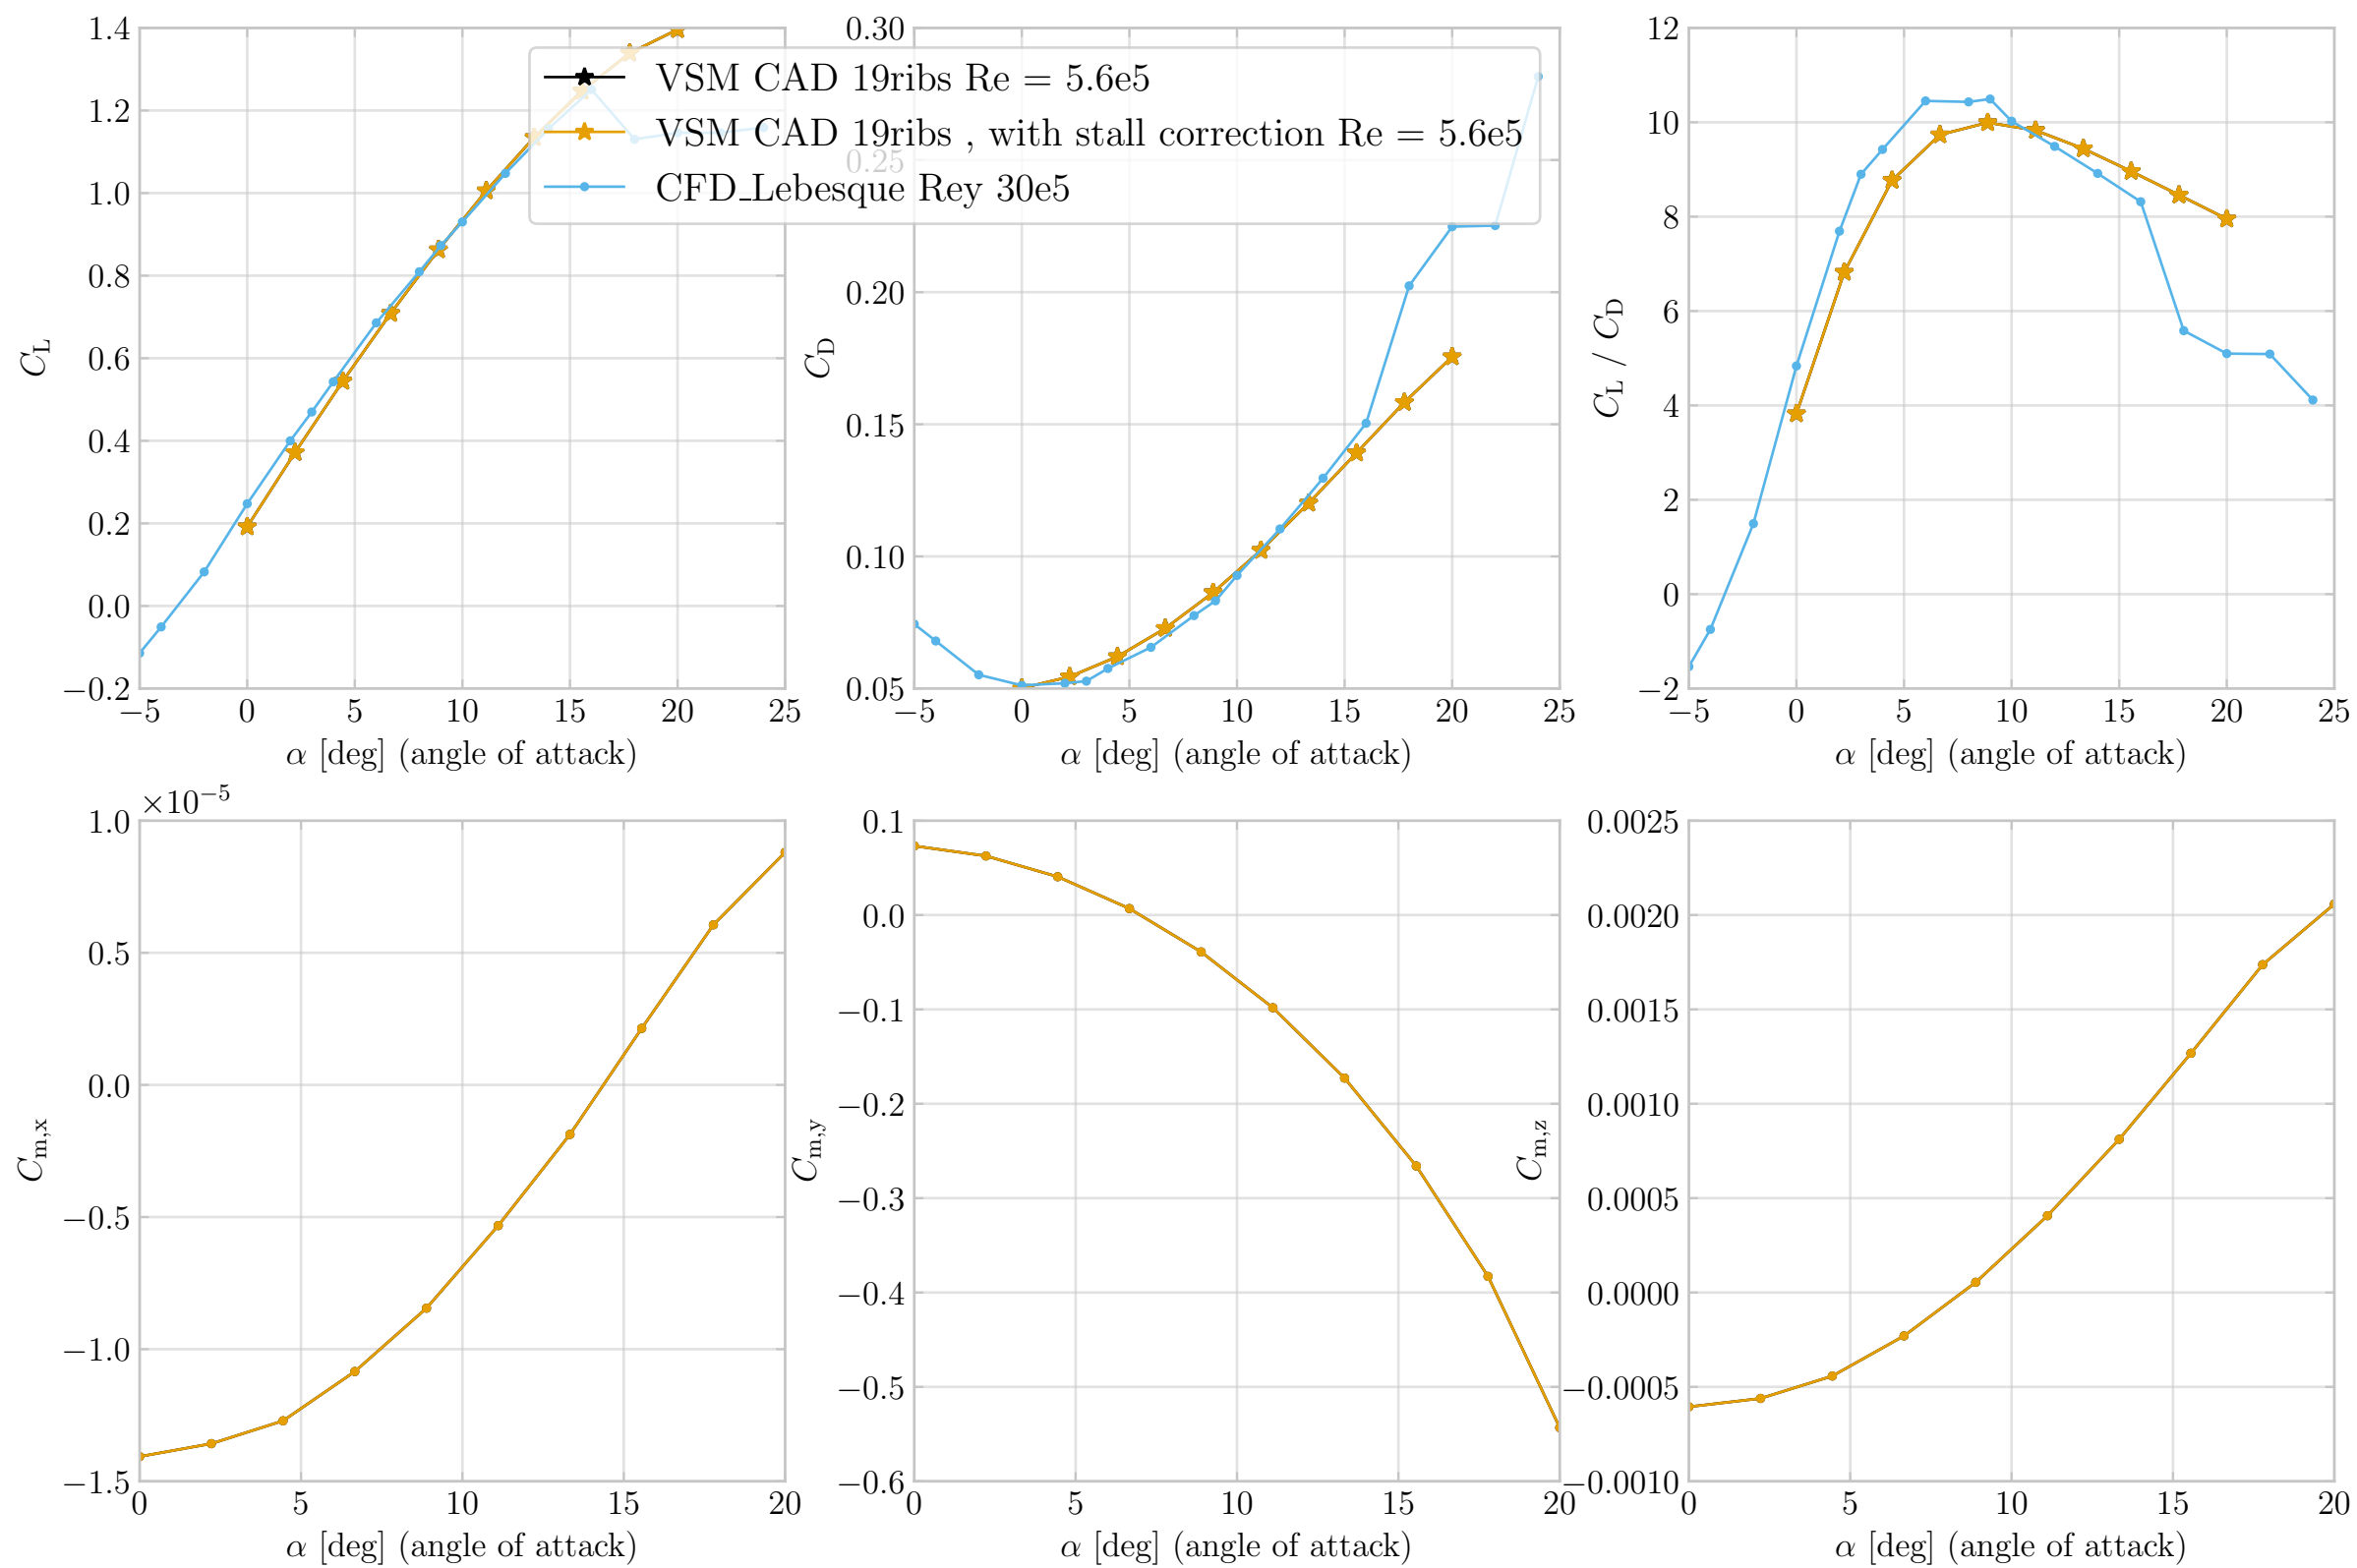 1.4
1.2
1.0
0.8
0.6
0.4
0.2
0.0
−0.2
C_L
−5 0 5 10 15 20 25
α [deg] (angle of attack)
VSM CAD 19ribs Re = 5.6e5
VSM CAD 19ribs , with stall correction Re = 5.6e5
CFD_Lebesque Rey 30e5
0.30
0.25
0.20
0.15
0.10
0.05
C_D
−5 0 5 10 15 20 25
α [deg] (angle of attack)
12
10
8
6
4
2
0
−2
C_L / C_D
−5 0 5 10 15 20 25
α [deg] (angle of attack)
×10⁻⁵
1.0
0.5
0.0
−0.5
−1.0
−1.5
C_m,x
0 5 10 15 20
α [deg] (angle of attack)
0.1
0.0
−0.1
−0.2
−0.3
−0.4
−0.5
−0.6
C_m,y
0 5 10 15 20
α [deg] (angle of attack)
0.0025
0.0020
0.0015
0.0010
0.0005
0.0000
−0.0005
−0.0010
C_m,z
0 5 10 15 20
α [deg] (angle of attack)